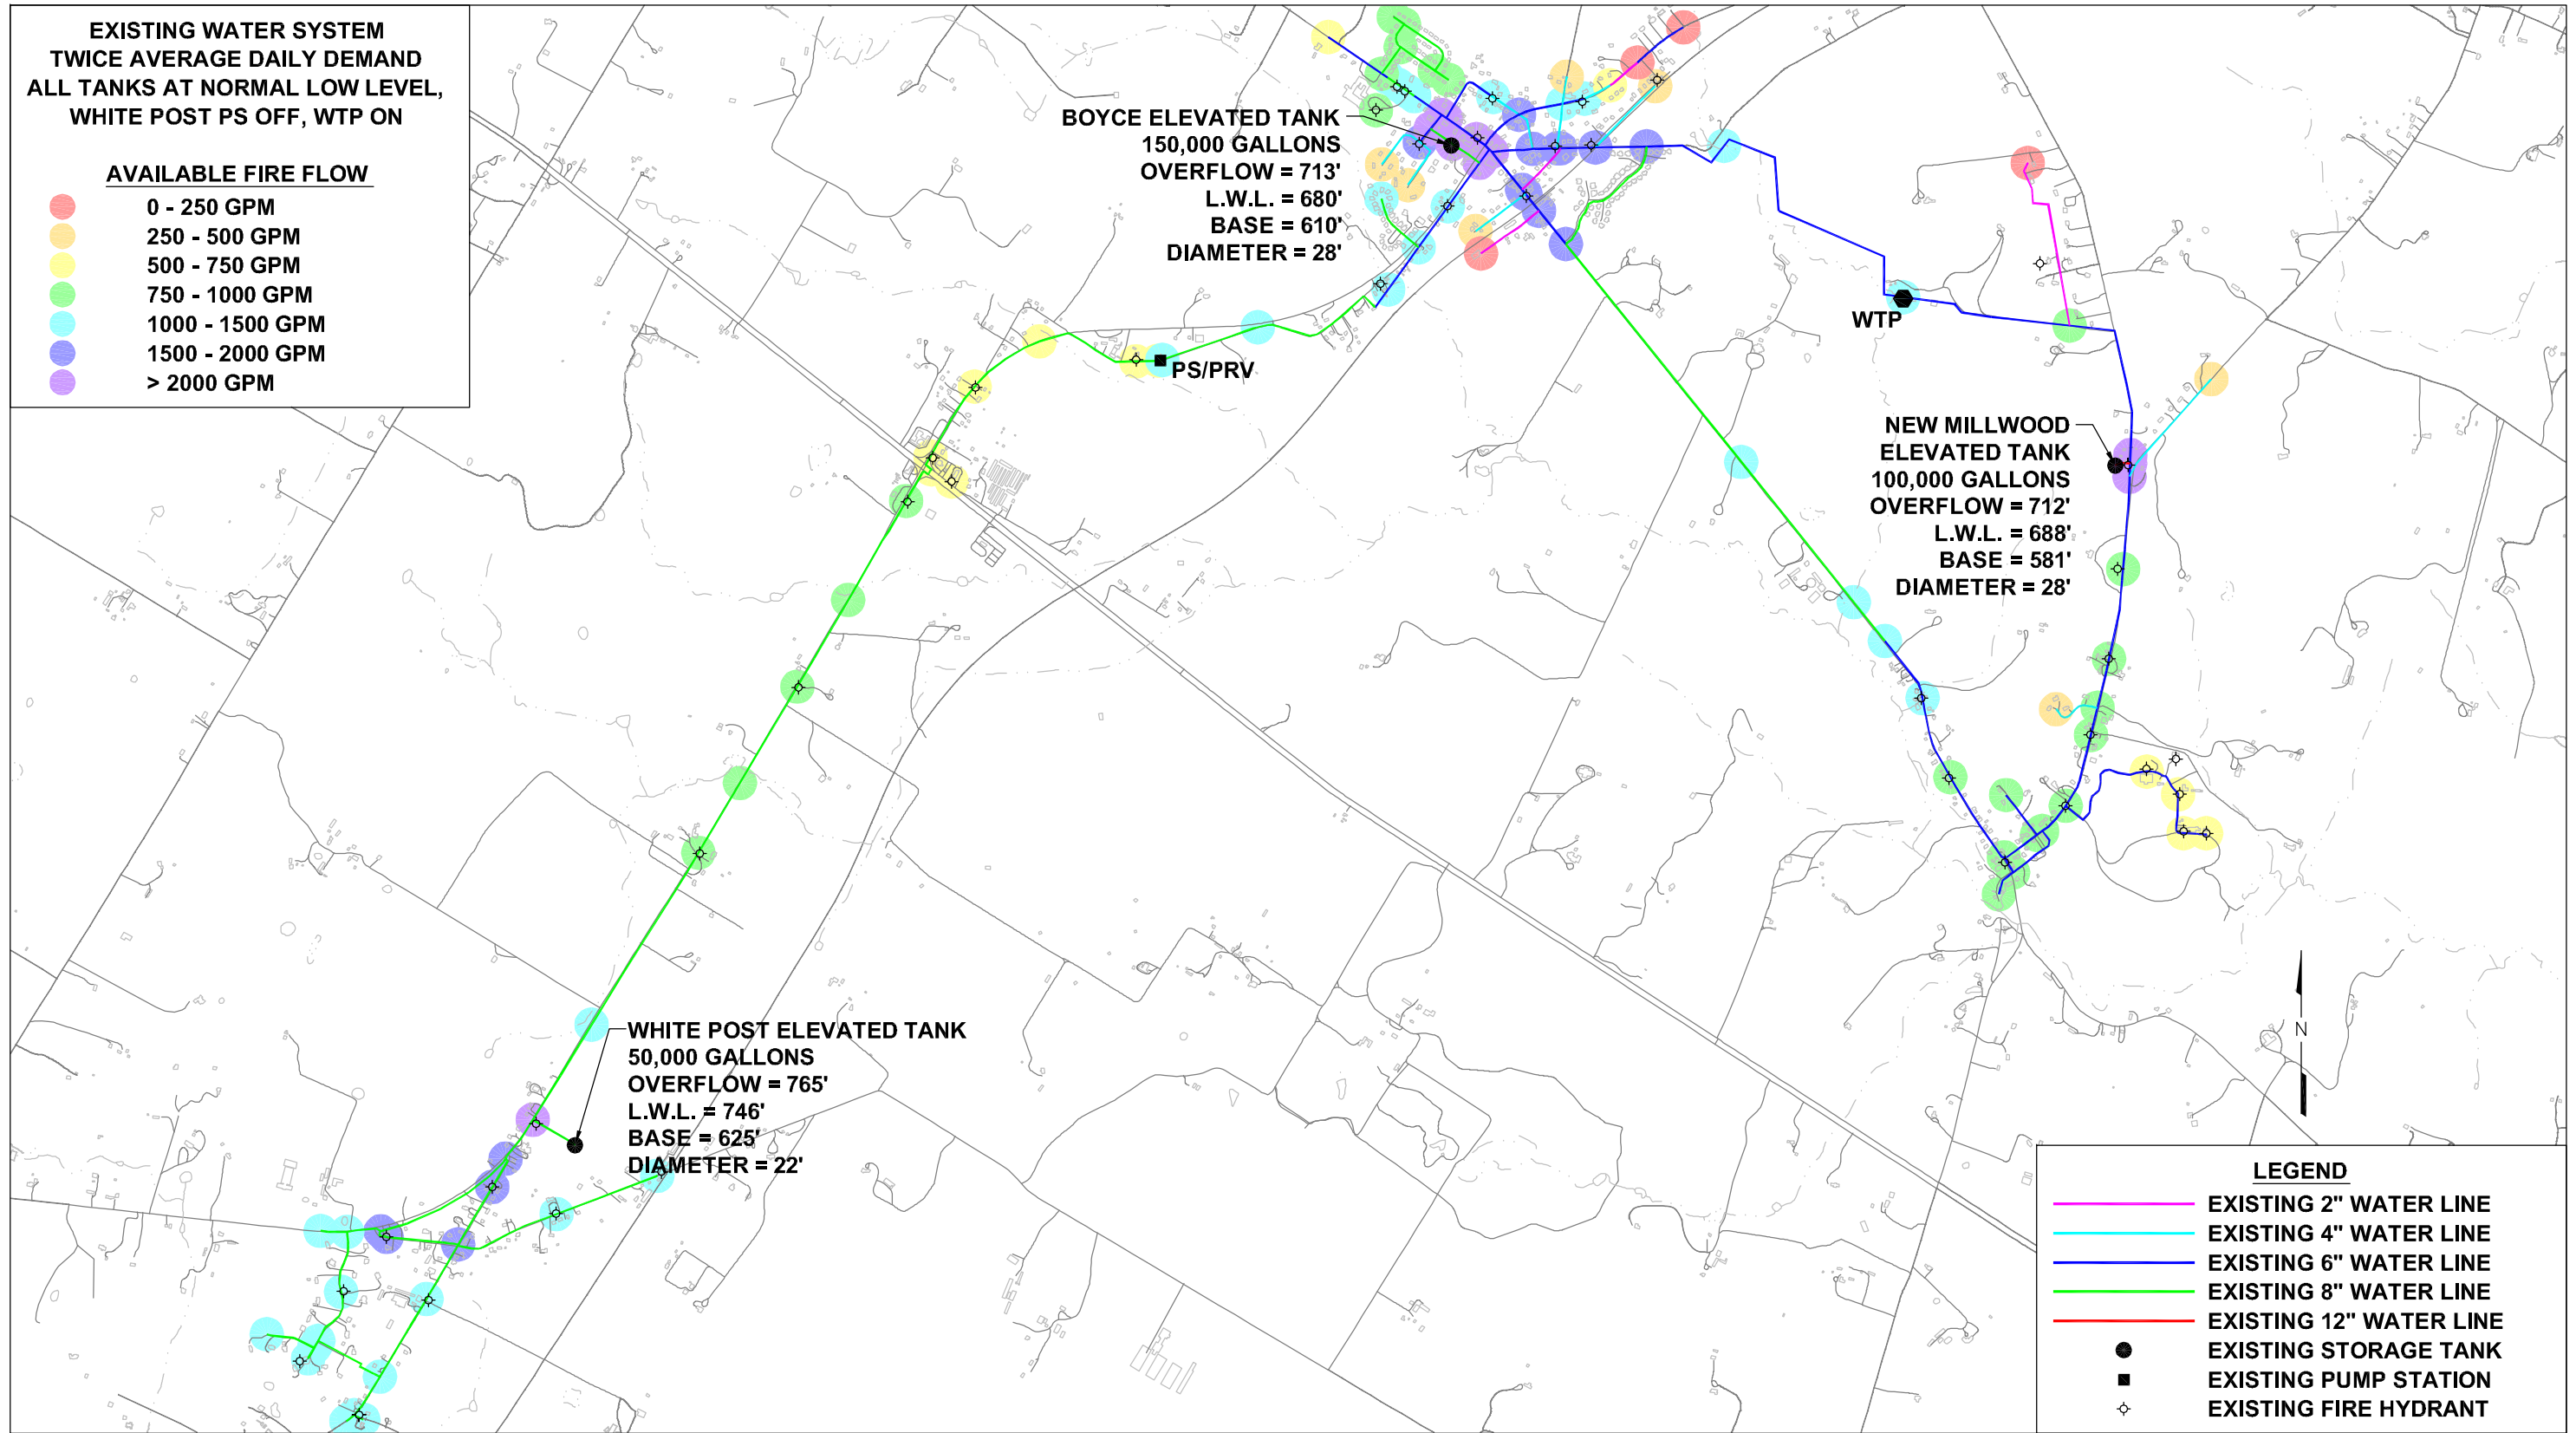 EXISTING WATER SYSTEM
TWICE AVERAGE DAILY DEMAND
ALL TANKS AT NORMAL LOW LEVEL,
WHITE POST PS OFF, WTP ON
AVAILABLE FIRE FLOW
0 - 250 GPM
250 - 500 GPM
500 - 750 GPM
750 - 1000 GPM
1000 - 1500 GPM
1500 - 2000 GPM
> 2000 GPM
BOYCE ELEVATED TANK
150,000 GALLONS
OVERFLOW = 713'
L.W.L. = 680'
BASE = 610'
DIAMETER = 28'
WTP
PS/PRV
NEW MILLWOOD
ELEVATED TANK
100,000 GALLONS
OVERFLOW = 712'
L.W.L. = 688'
BASE = 581'
DIAMETER = 28'
WHITE POST ELEVATED TANK
50,000 GALLONS
OVERFLOW = 765'
L.W.L. = 746'
BASE = 625'
DIAMETER = 22'
N
LEGEND
EXISTING 2" WATER LINE
EXISTING 4" WATER LINE
EXISTING 6" WATER LINE
EXISTING 8" WATER LINE
EXISTING 12" WATER LINE
EXISTING STORAGE TANK
EXISTING PUMP STATION
EXISTING FIRE HYDRANT